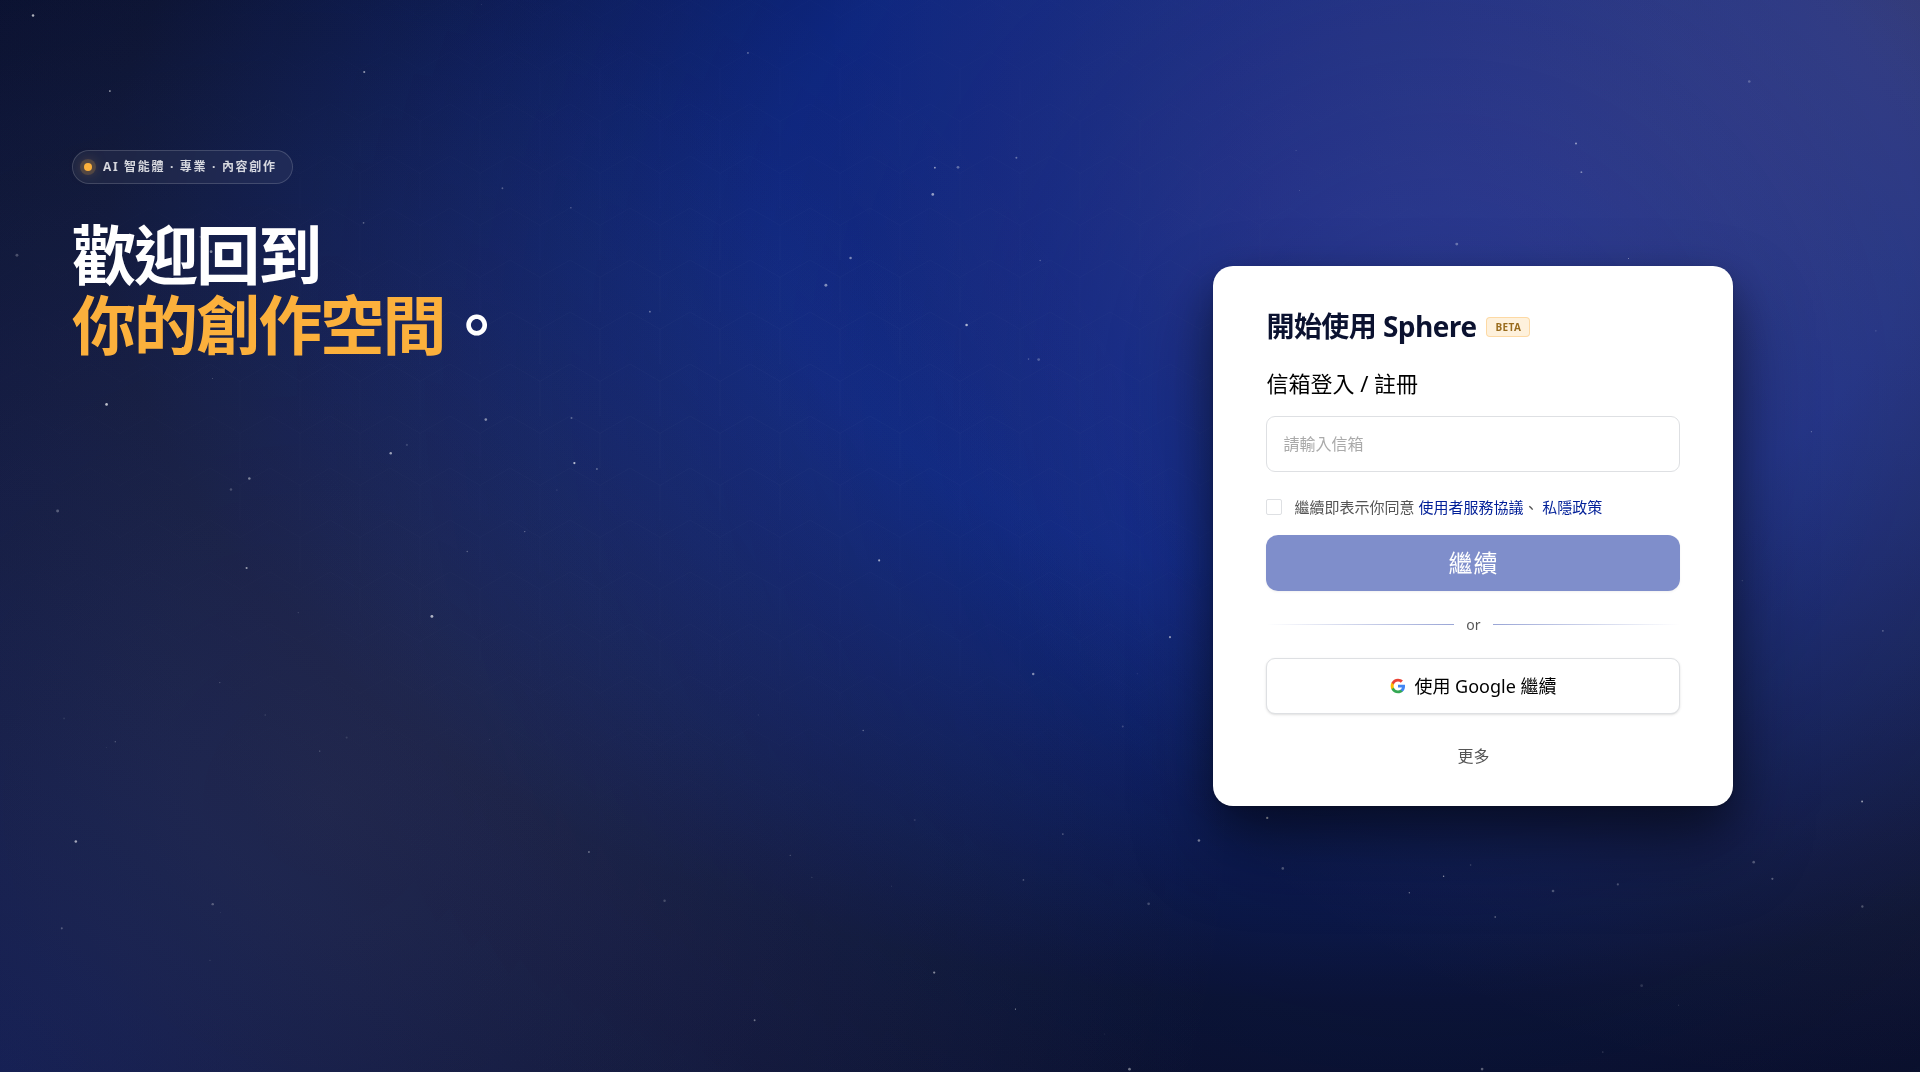 AI 智能體 · 專業 · 內容創作
歡迎回到
你的創作空間。
開始使用 Sphere BETA
信箱登入 / 註冊
請輸入信箱
繼續即表示你同意 使用者服務協議、 私隱政策
繼續
or
使用 Google 繼續
更多